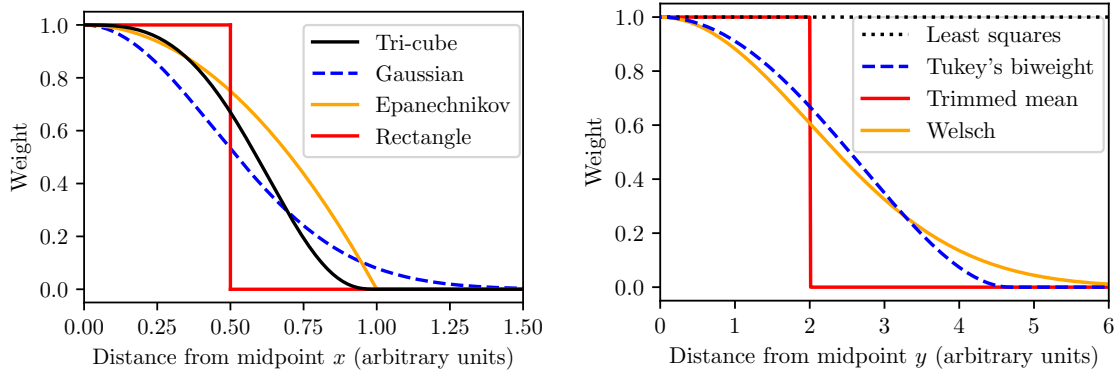 1.0
0.8
0.6
0.4
0.2
0.0
Weight
0.00 0.25 0.50 0.75 1.00 1.25 1.50
Distance from midpoint x (arbitrary units)
Tri-cube
Gaussian
Epanechnikov
Rectangle
1.0
0.8
0.6
0.4
0.2
0.0
Weight
0 1 2 3 4 5 6
Distance from midpoint y (arbitrary units)
Least squares
Tukey's biweight
Trimmed mean
Welsch